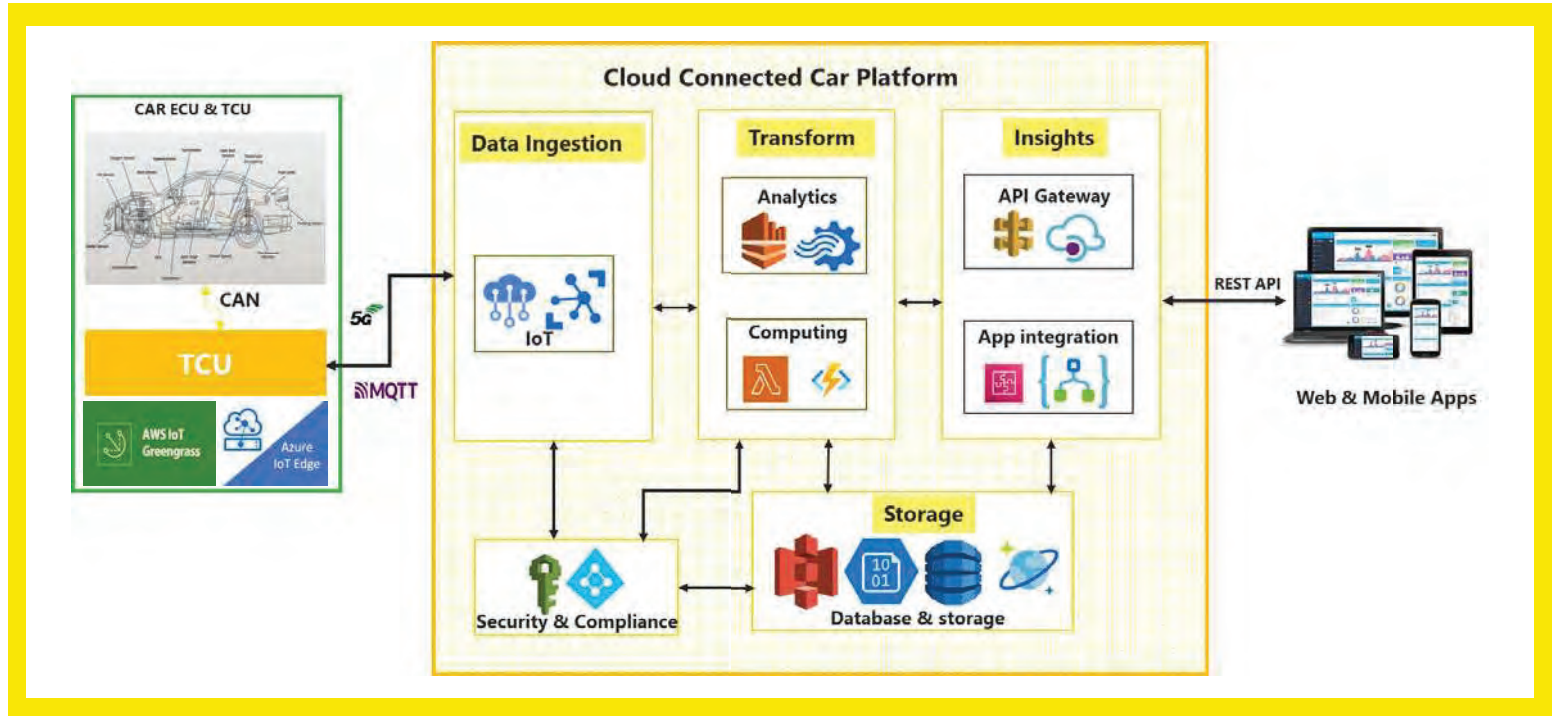 Cloud Connected Car Platform
CAR ECU & TCU
CAN
TCU
AWS IoT
Greengrass
Azure
IoT Edge
5G
MQTT
Data Ingestion
IoT
Transform
Analytics
Computing
Insights
API Gateway
App integration
REST API
Web & Mobile Apps
Security & Compliance
Storage
10
01
Database & storage